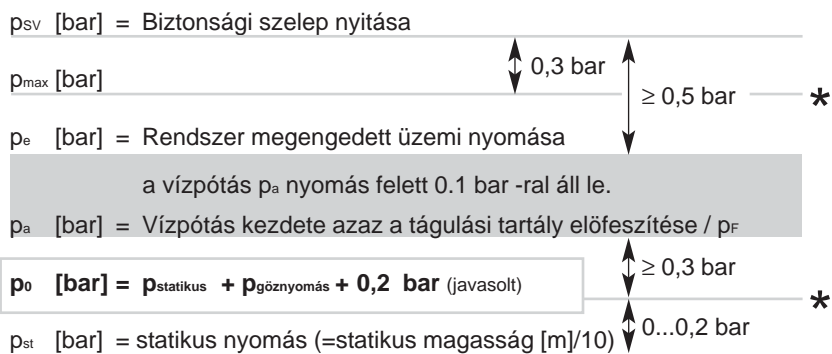 pSV [bar] = Biztonsági szelep nyitása
0,3 bar
pmax [bar]
≥ 0,5 bar *
pe [bar] = Rendszer megengedett üzemi nyomása
a vízpótás pa nyomás felett 0.1 bar -ral áll le.
pa [bar] = Vízpótás kezdete azaz a tágulási tartály elöfeszítése / pF
≥ 0,3 bar
p0 [bar] = pstatikus + pgöznyomás + 0,2 bar (javasolt)
*
0...0,2 bar
pst [bar] = statikus nyomás (=statikus magasság [m]/10)